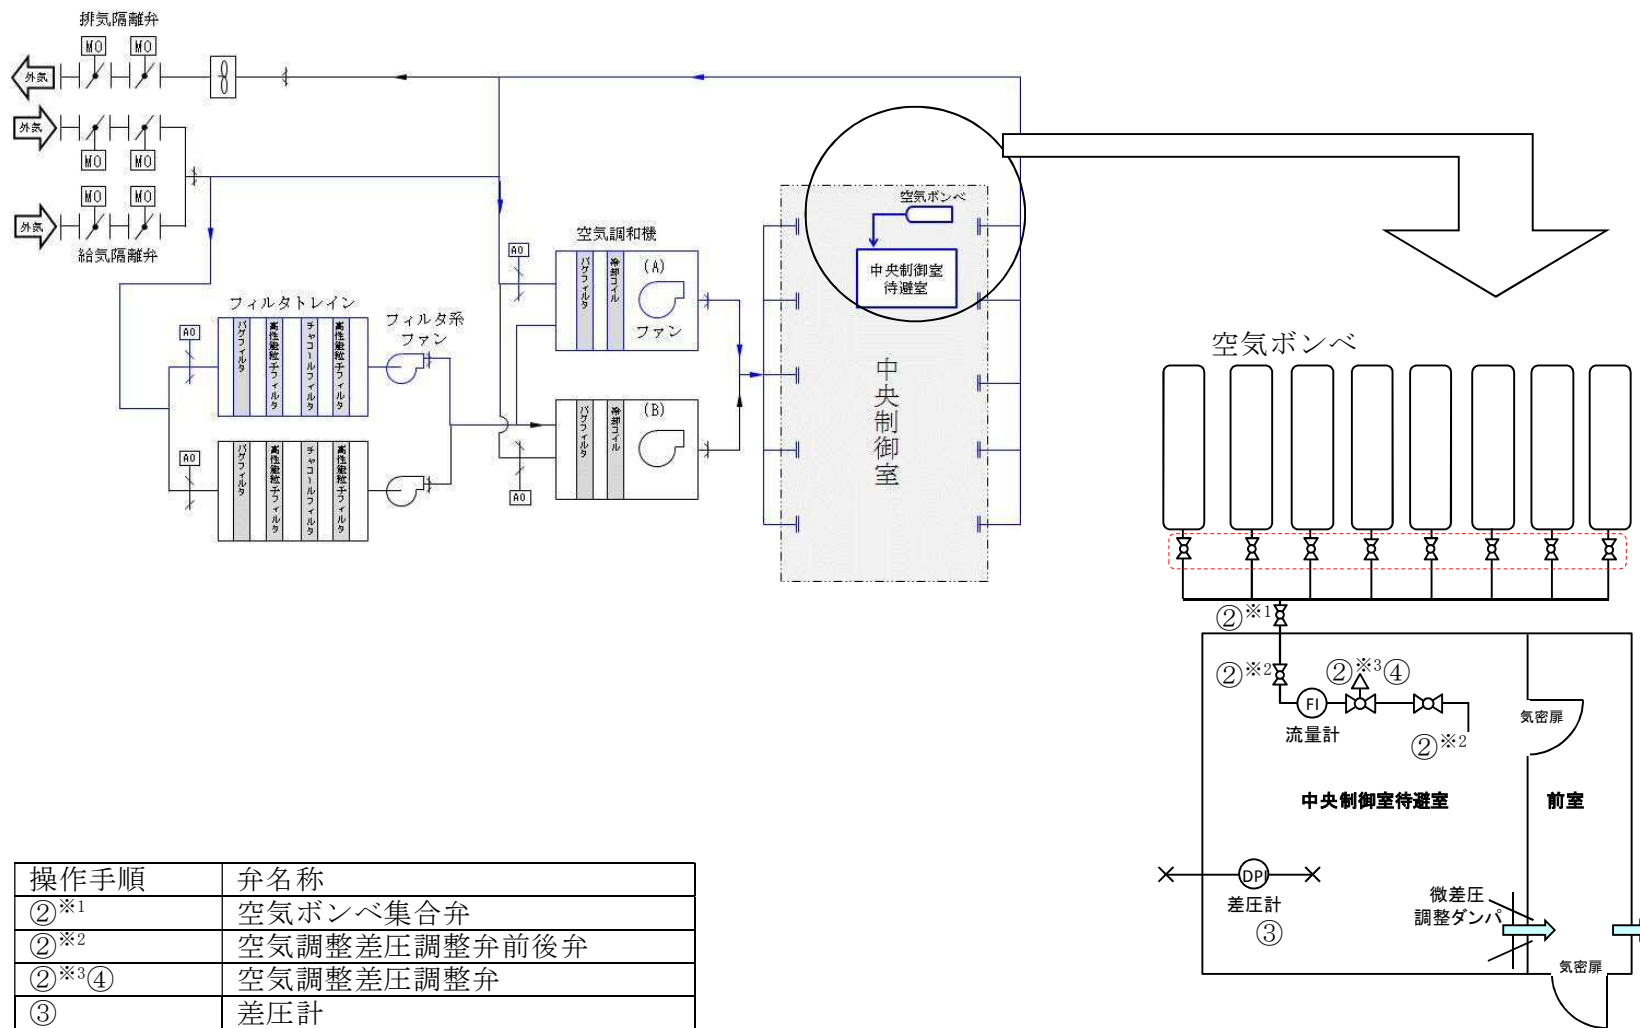 排気隔離弁
MO MO
外気
外気
MO MO
MO MO
外気
給気隔離弁
フィルタトレイン
AO
バグフィルタ
高性能粒子フィルタ
チャコールフィルタ
高性能粒子フィルタ
フィルタ系
ファン
AO
バグフィルタ
高性能粒子フィルタ
チャコールフィルタ
高性能粒子フィルタ
空気調和機
AO
バグフィルタ
冷却コイル
(A)
ファン
バグフィルタ
冷却コイル
(B)
AO
空気ボンベ
中央制御室
待避室
中央制御室
空気ボンベ
②※1
②※2
②※3④
FI
流量計
②※2
気密扉
中央制御室待避室
前室
DPI
差圧計
③
微差圧
調整ダンパ
気密扉
操作手順 弁名称
②※1 空気ボンベ集合弁
②※2 空気調整差圧調整弁前後弁
②※3④ 空気調整差圧調整弁
③ 差圧計